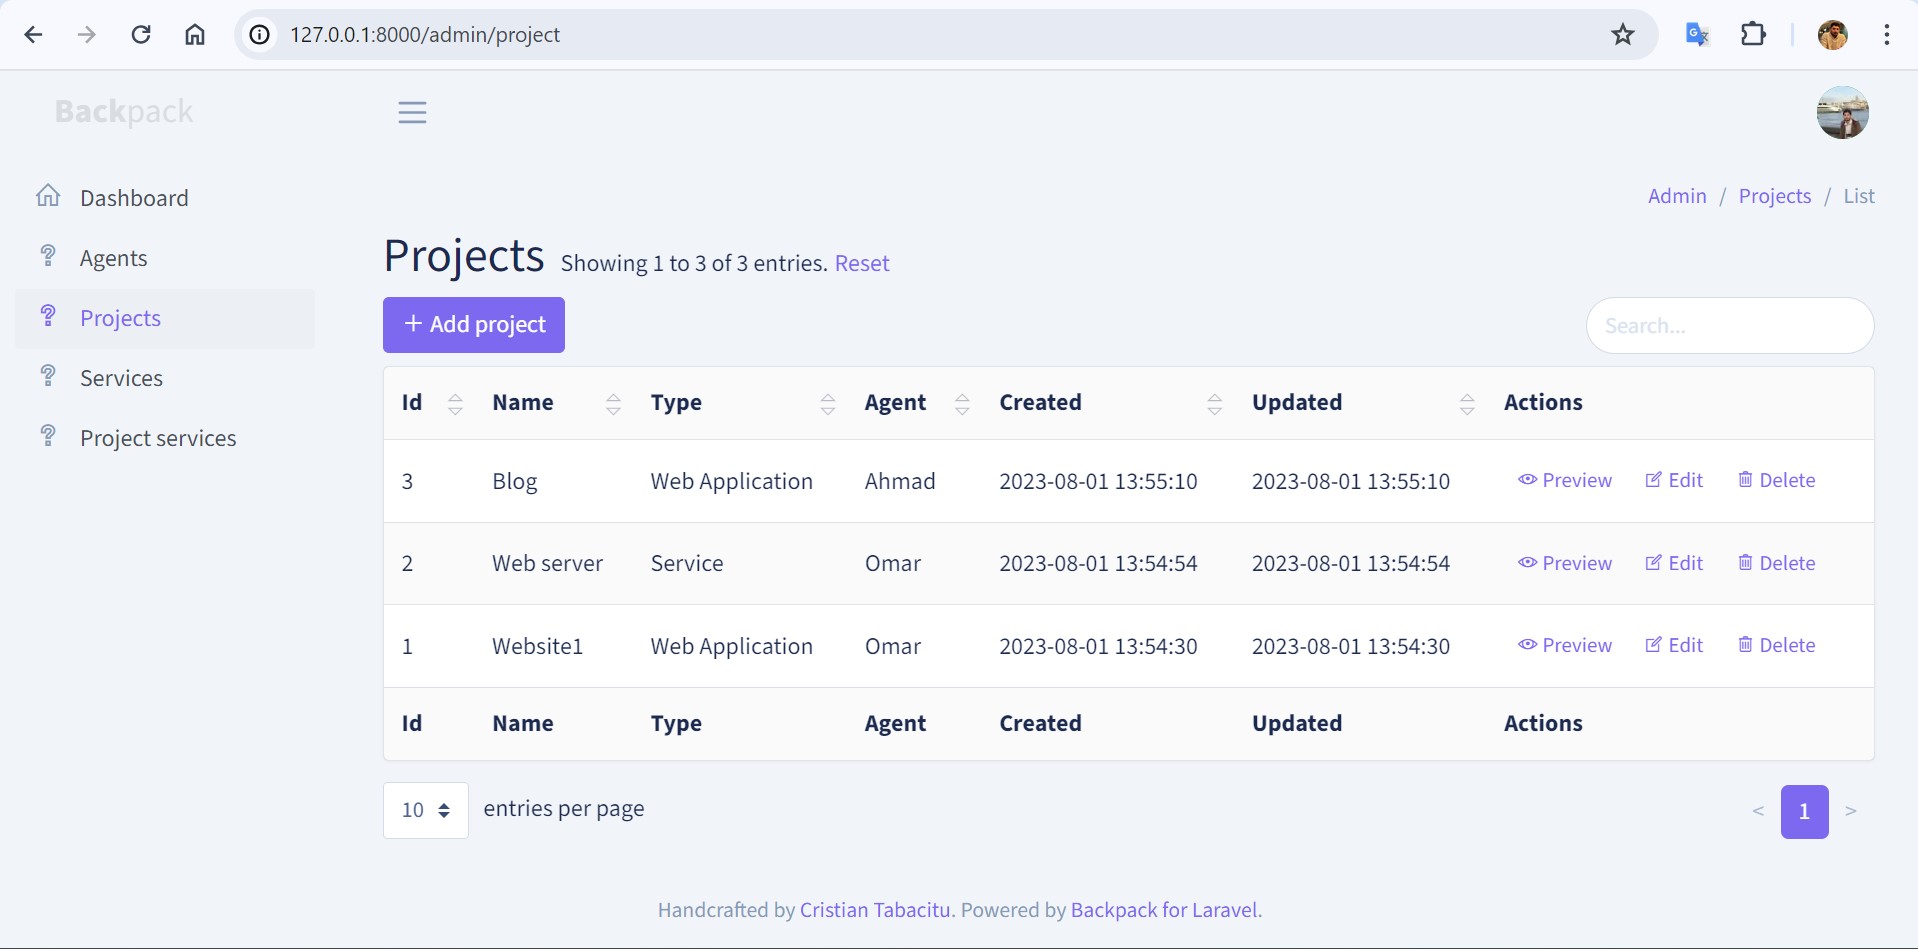 127.0.0.1:8000/admin/project
Backpack
Dashboard
Agents
Projects
Services
Project services
Admin / Projects / List
Projects Showing 1 to 3 of 3 entries. Reset
+ Add project
Search...
Id Name Type Agent Created Updated Actions
3 Blog Web Application Ahmad 2023-08-01 13:55:10 2023-08-01 13:55:10 Preview Edit Delete
2 Web server Service Omar 2023-08-01 13:54:54 2023-08-01 13:54:54 Preview Edit Delete
1 Website1 Web Application Omar 2023-08-01 13:54:30 2023-08-01 13:54:30 Preview Edit Delete
Id Name Type Agent Created Updated Actions
10 entries per page
< 1 >
Handcrafted by Cristian Tabacitu. Powered by Backpack for Laravel.